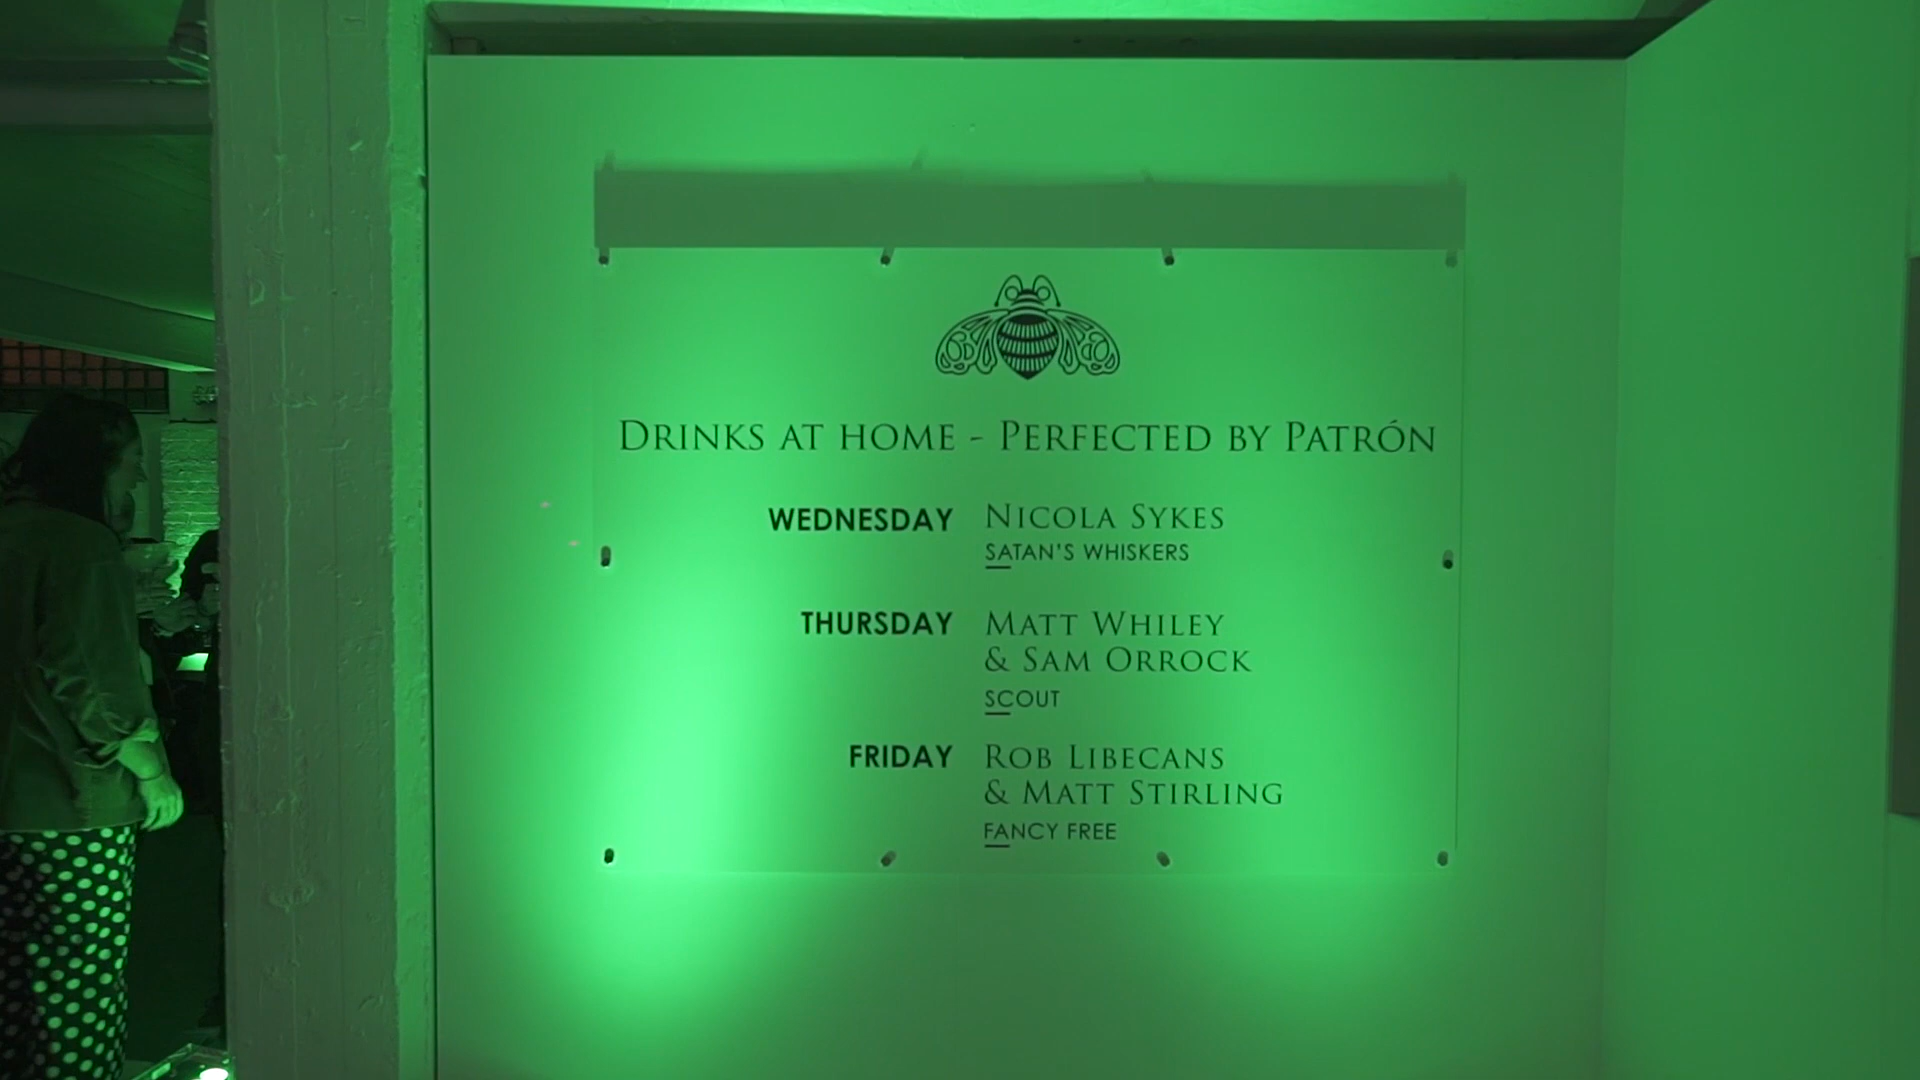 DRINKS AT HOME - PERFECTED BY PATRÓN
WEDNESDAY NICOLA SYKES
SATAN'S WHISKERS
THURSDAY MATT WHILEY
& SAM ORROCK
SCOUT
FRIDAY ROB LIBECANS
& MATT STIRLING
FANCY FREE